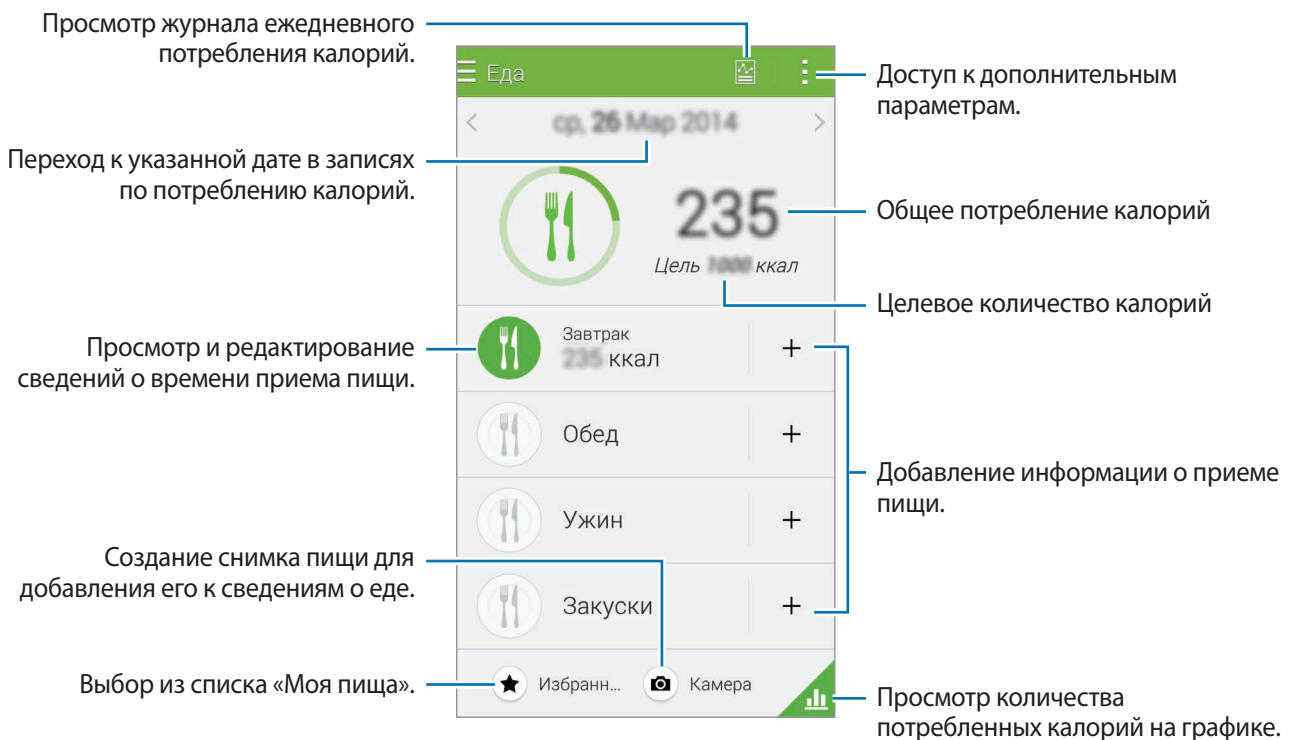 Просмотр журнала ежедневного
потребления калорий.
Еда
Доступ к дополнительным
параметрам.
ср, 26 Мар 2014
Переход к указанной дате в записях
по потреблению калорий.
235
Общее потребление калорий
Цель 1000 ккал
Целевое количество калорий
Просмотр и редактирование
сведений о времени приема пищи.
Завтрак
235 ккал
+
Обед
+
Добавление информации о приеме
пищи.
Ужин
+
Создание снимка пищи для
добавления его к сведениям о еде.
Закуски
+
Выбор из списка «Моя пища».
Избранн...
Камера
Просмотр количества
потребленных калорий на графике.